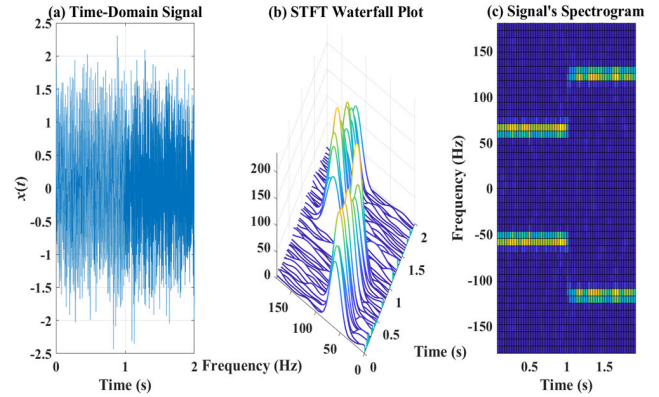 (a) Time-Domain Signal
2.5
2
1.5
1
0.5
0
-0.5
-1
-1.5
-2
-2.5
x(t)
0 1 2
Time (s)
(b) STFT Waterfall Plot
200
150
100
50
0
150
100
50
0
Frequency (Hz)
2
1.5
1
0.5
0
Time (s)
(c) Signal's Spectrogram
150
100
50
0
-50
-100
-150
Frequency (Hz)
0.5 1 1.5
Time (s)